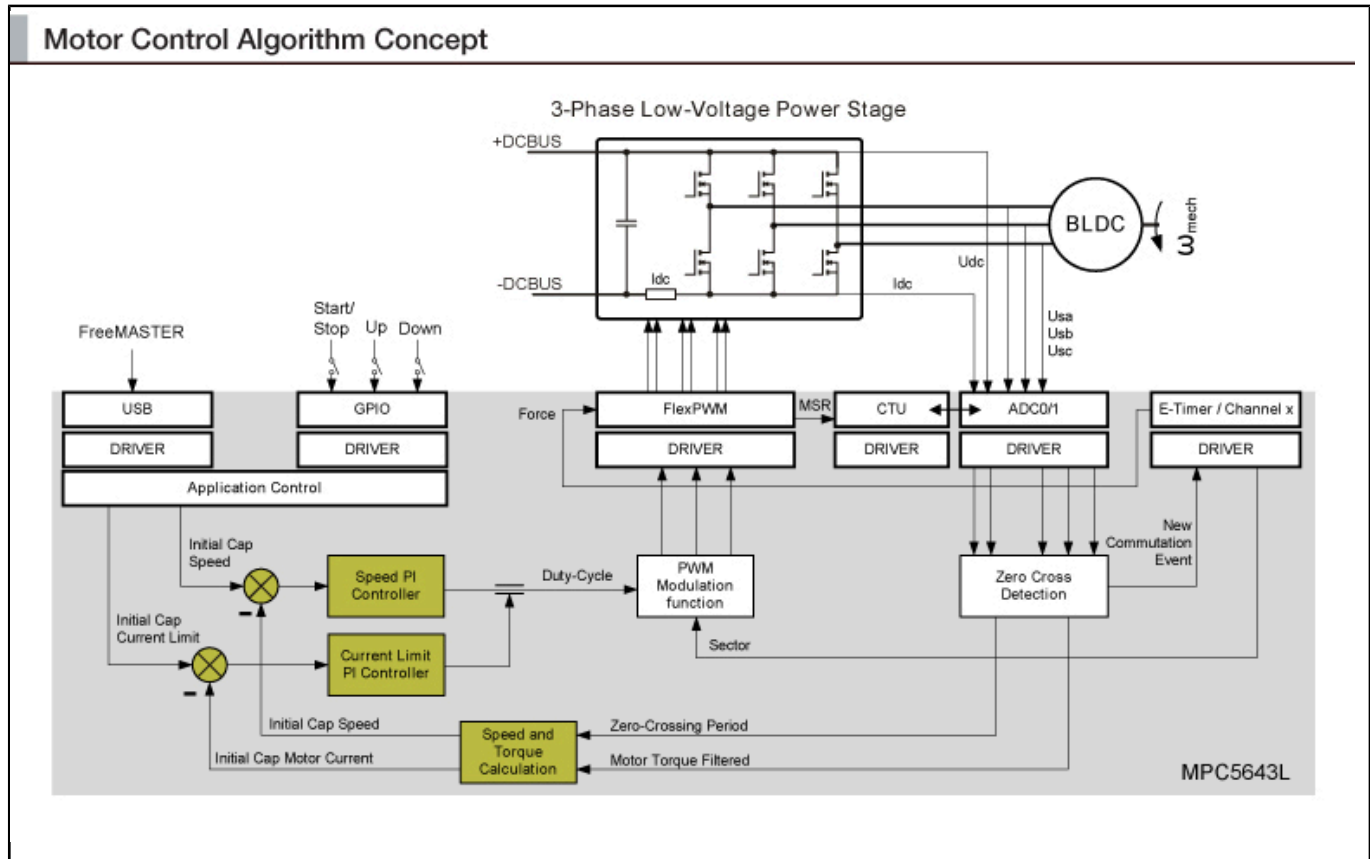 Motor Control Algorithm Concept
3-Phase Low-Voltage Power Stage
+DCBUS
BLDC
mech
ω
Udc
Idc
-DCBUS
Idc
Usa
Usb
Usc
FreeMASTER
Start/
Stop
Up
Down
USB
GPIO
Force
FlexPWM
MSR
CTU
ADC0/1
E-Timer / Channel x
DRIVER
DRIVER
DRIVER
DRIVER
DRIVER
DRIVER
Application Control
Initial Cap
Speed
New
Commutation
Event
Speed PI
Controller
Duty-Cycle
PWM
Modulation
function
Zero Cross
Detection
Initial Cap
Current Limit
Current Limit
PI Controller
Sector
Initial Cap Speed
Speed and
Torque
Calculation
Zero-Crossing Period
Initial Cap Motor Current
Motor Torque Filtered
MPC5643L